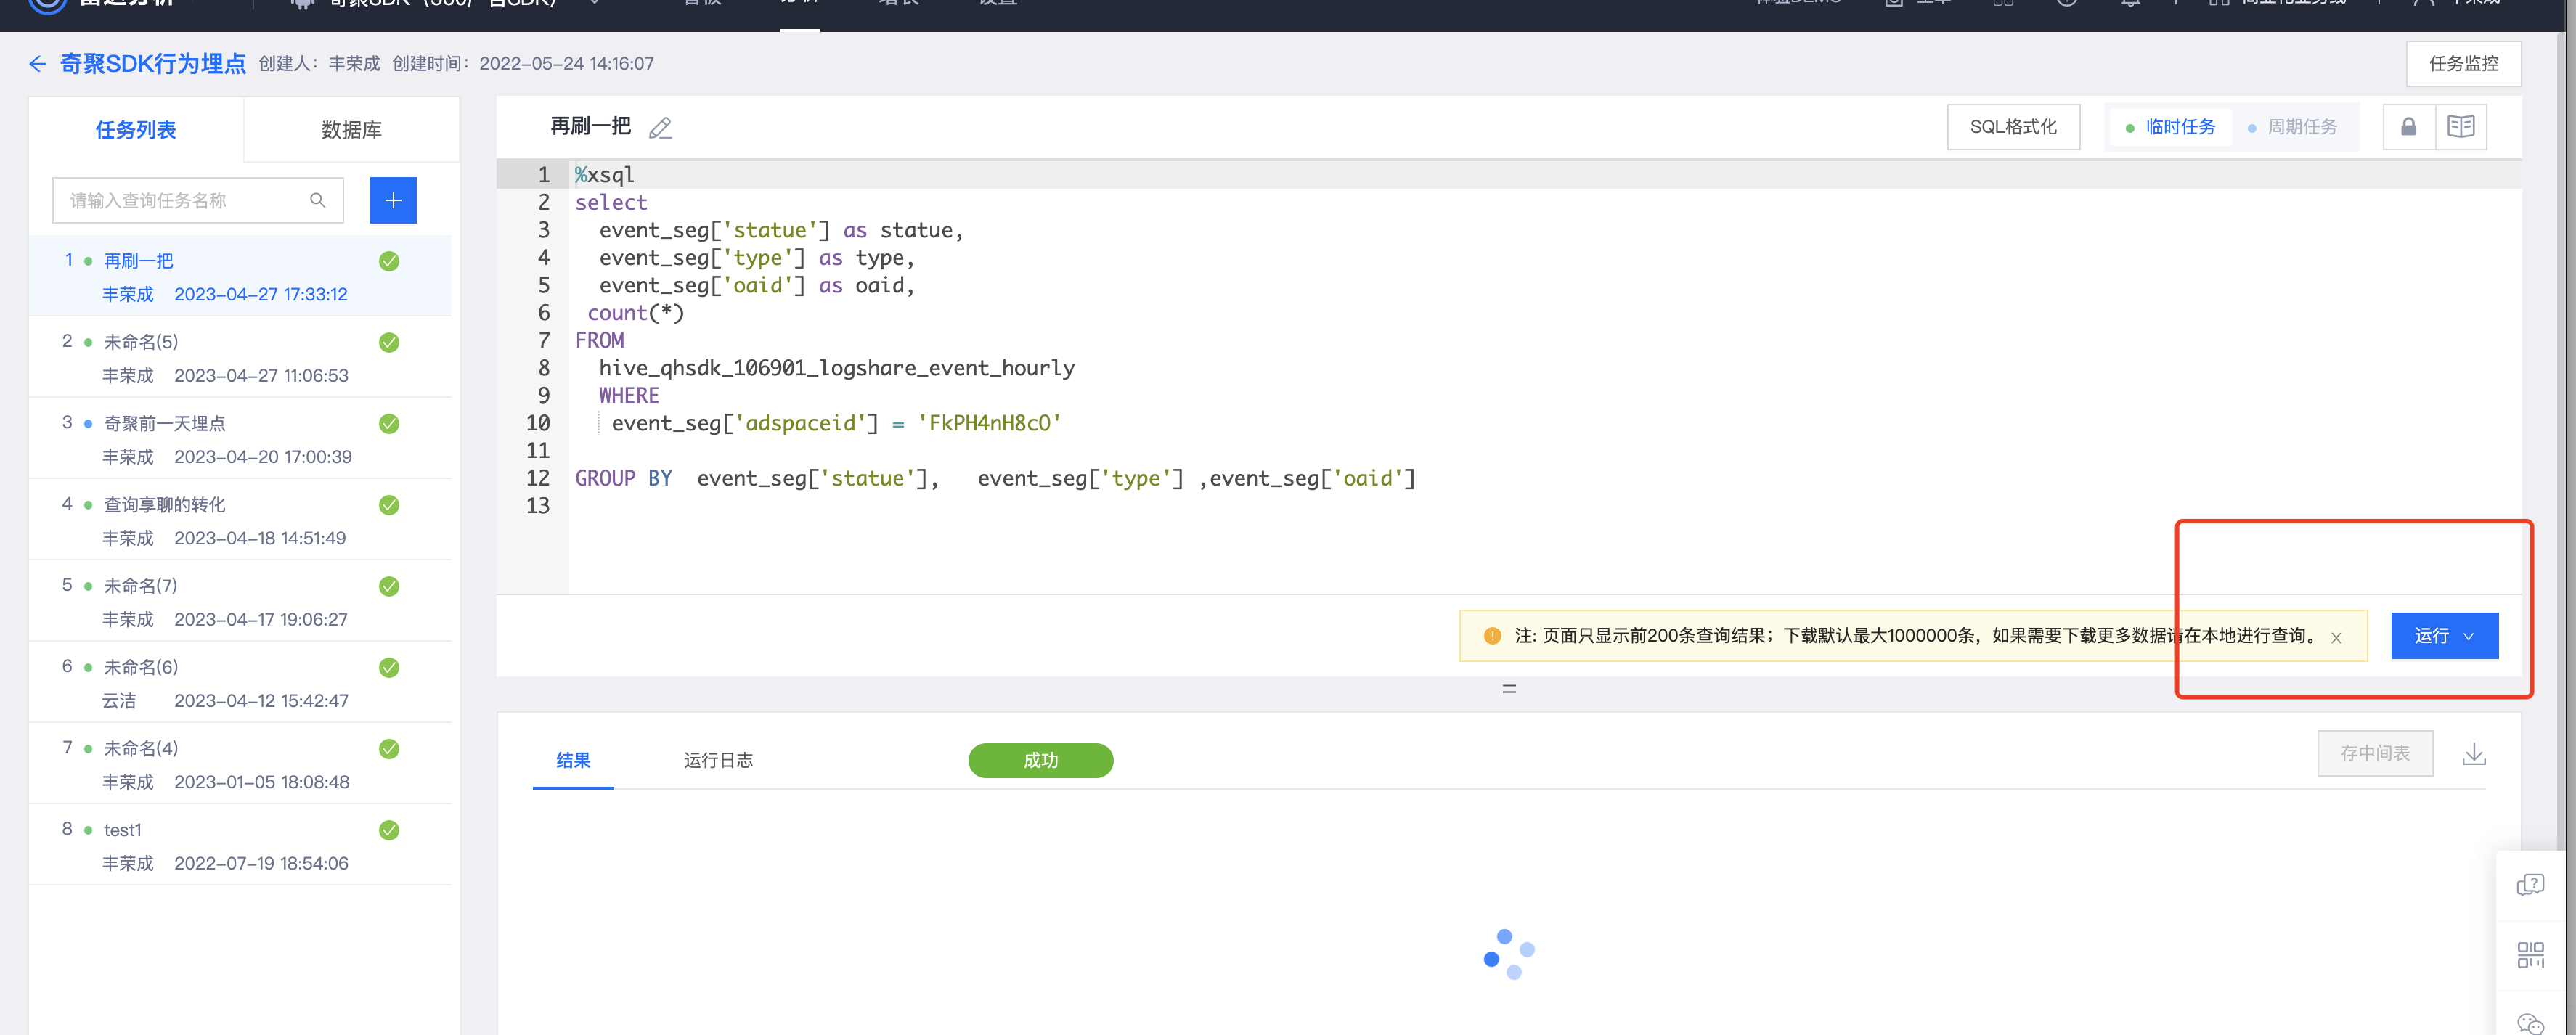 奇聚SDK行为埋点 创建人：丰荣成 创建时间：2022-05-24 14:16:07
任务监控
任务列表
数据库
请输入查询任务名称
1 再刷一把
丰荣成 2023-04-27 17:33:12
2 未命名(5)
丰荣成 2023-04-27 11:06:53
3 奇聚前一天埋点
丰荣成 2023-04-20 17:00:39
4 查询享聊的转化
丰荣成 2023-04-18 14:51:49
5 未命名(7)
丰荣成 2023-04-17 19:06:27
6 未命名(6)
云洁 2023-04-12 15:42:47
7 未命名(4)
丰荣成 2023-01-05 18:08:48
8 test1
丰荣成 2022-07-19 18:54:06
再刷一把
SQL格式化
临时任务
周期任务
1 %xsql
2 select
3 event_seg['statue'] as statue,
4 event_seg['type'] as type,
5 event_seg['oaid'] as oaid,
6 count(*)
7 FROM
8 hive_qhsdk_106901_logshare_event_hourly
9 WHERE
10 event_seg['adspaceid'] = 'FkPH4nH8cO'
11
12 GROUP BY event_seg['statue'], event_seg['type'] ,event_seg['oaid']
13
注: 页面只显示前200条查询结果；下载默认最大1000000条，如果需要下载更多数据请在本地进行查询。
运行
结果
运行日志
成功
存中间表